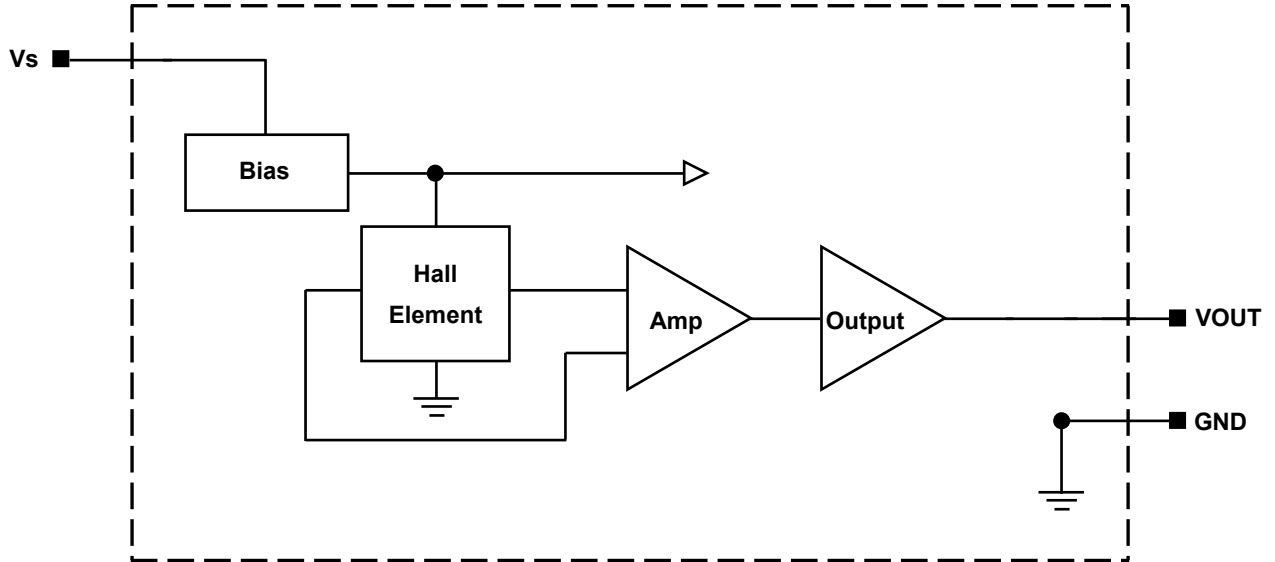 Vs
Bias
Hall
Element
Amp
Output
VOUT
GND